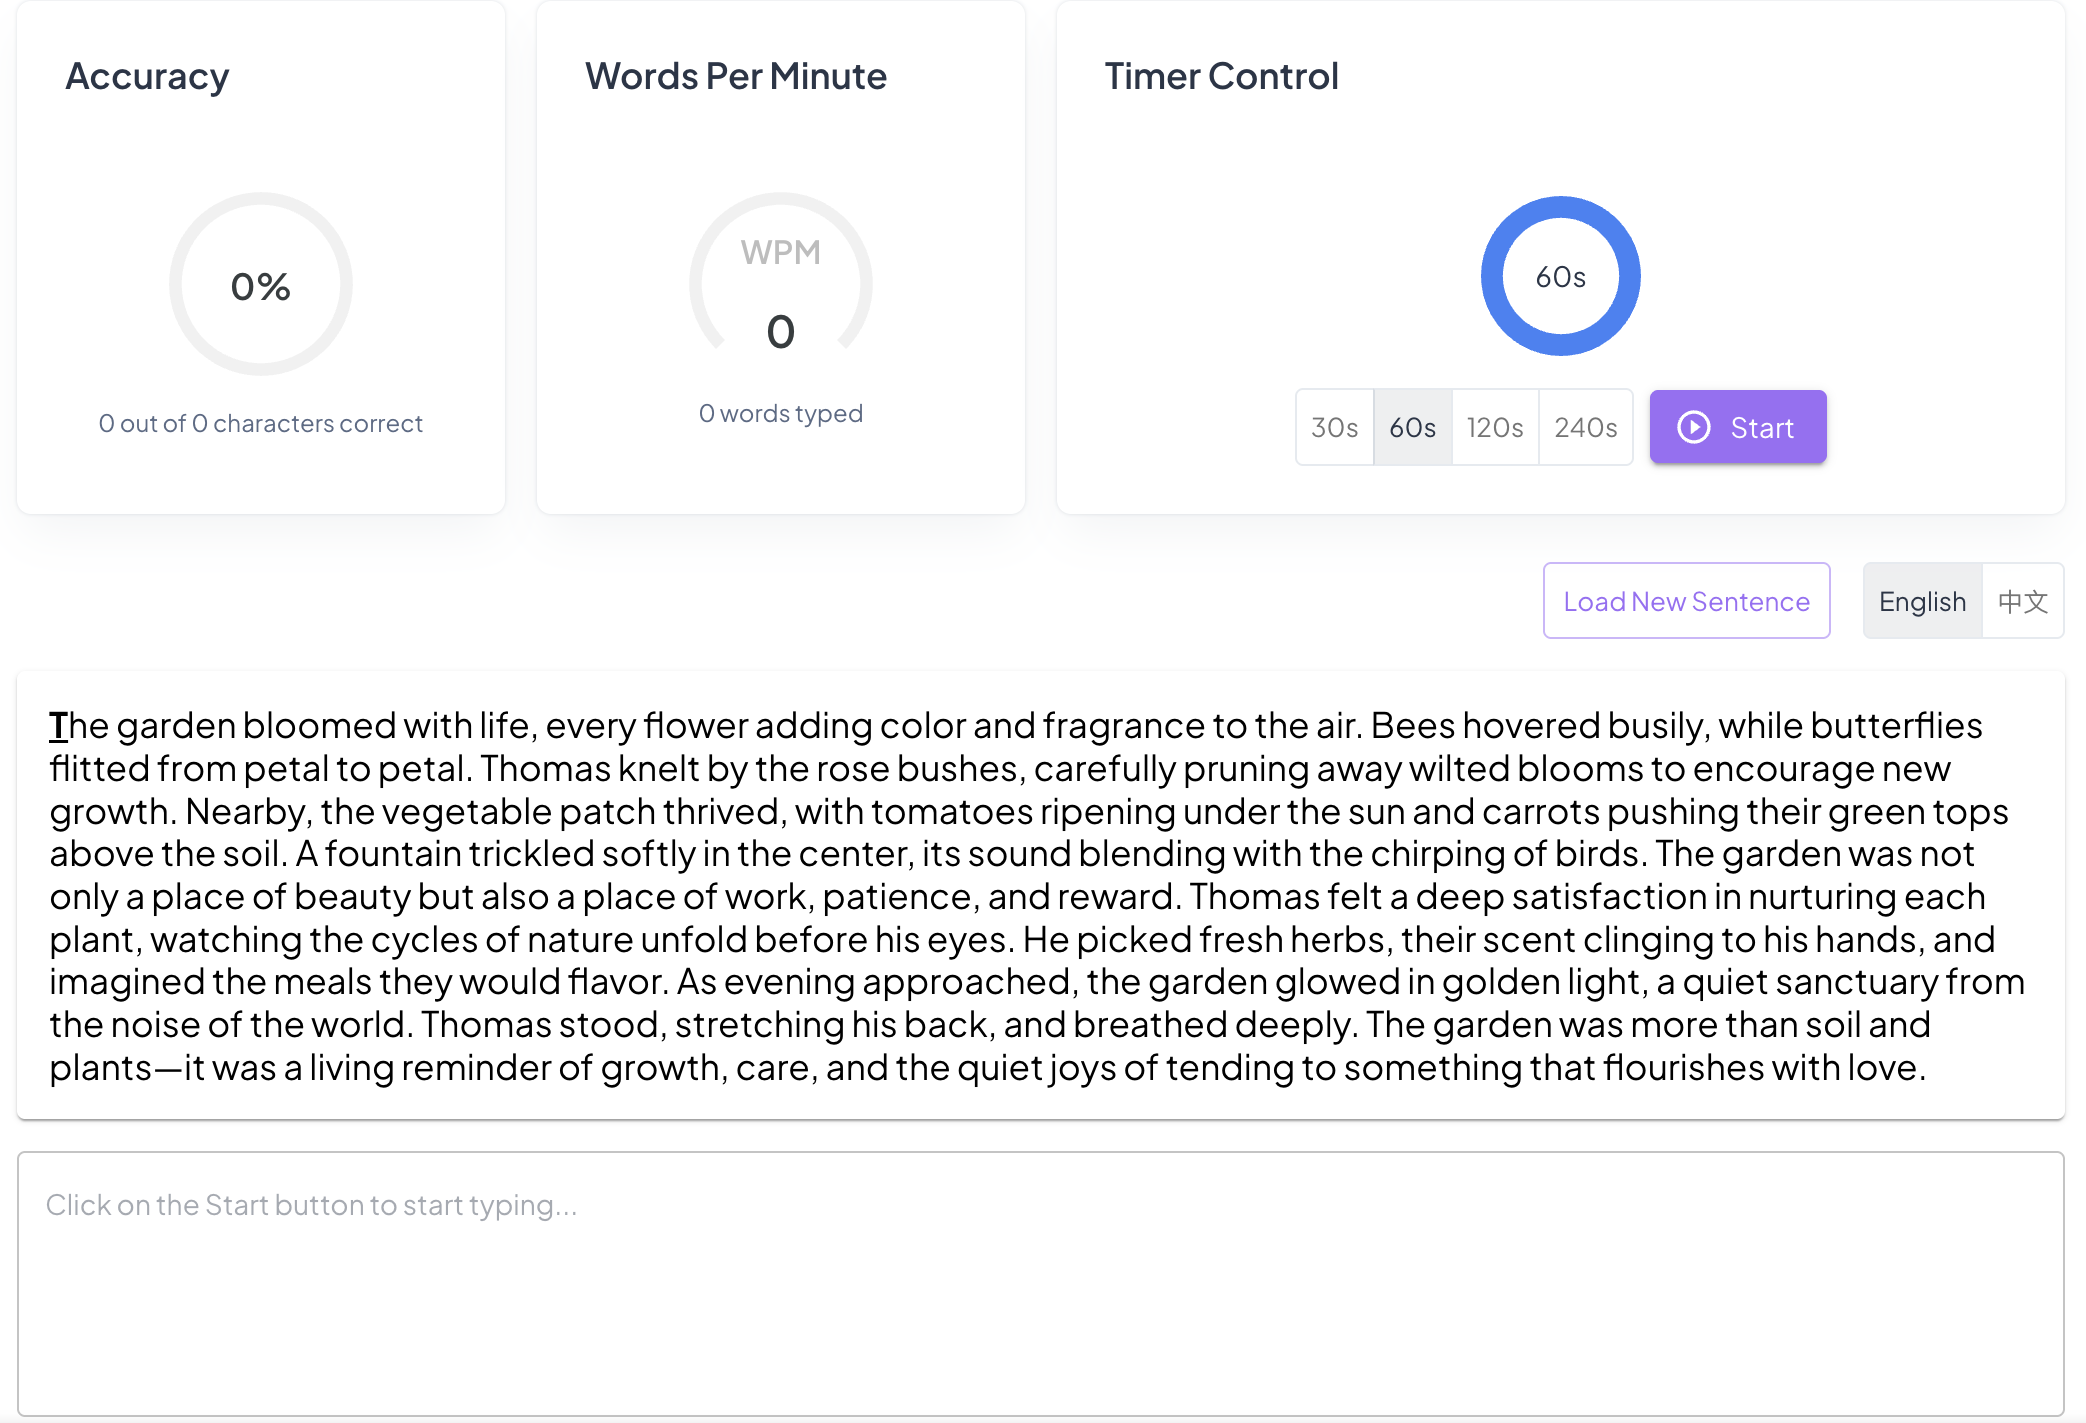 Accuracy
Words Per Minute
Timer Control
0%
WPM
0
60s
0 out of 0 characters correct
0 words typed
30s 60s 120s 240s Start
Load New Sentence English 中文
The garden bloomed with life, every flower adding color and fragrance to the air. Bees hovered busily, while butterflies
flitted from petal to petal. Thomas knelt by the rose bushes, carefully pruning away wilted blooms to encourage new
growth. Nearby, the vegetable patch thrived, with tomatoes ripening under the sun and carrots pushing their green tops
above the soil. A fountain trickled softly in the center, its sound blending with the chirping of birds. The garden was not
only a place of beauty but also a place of work, patience, and reward. Thomas felt a deep satisfaction in nurturing each
plant, watching the cycles of nature unfold before his eyes. He picked fresh herbs, their scent clinging to his hands, and
imagined the meals they would flavor. As evening approached, the garden glowed in golden light, a quiet sanctuary from
the noise of the world. Thomas stood, stretching his back, and breathed deeply. The garden was more than soil and
plants—it was a living reminder of growth, care, and the quiet joys of tending to something that flourishes with love.
Click on the Start button to start typing...